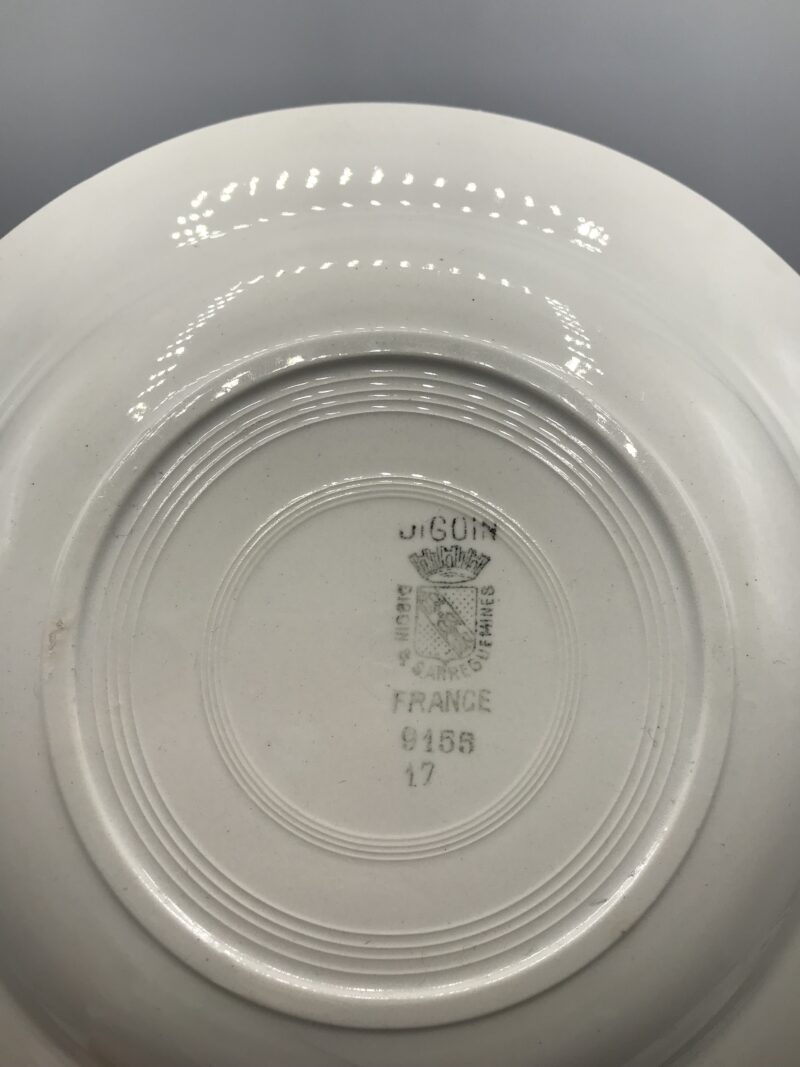 DIGOIN
DIGOIN & SARREGUEMINES
FRANCE
9155
17